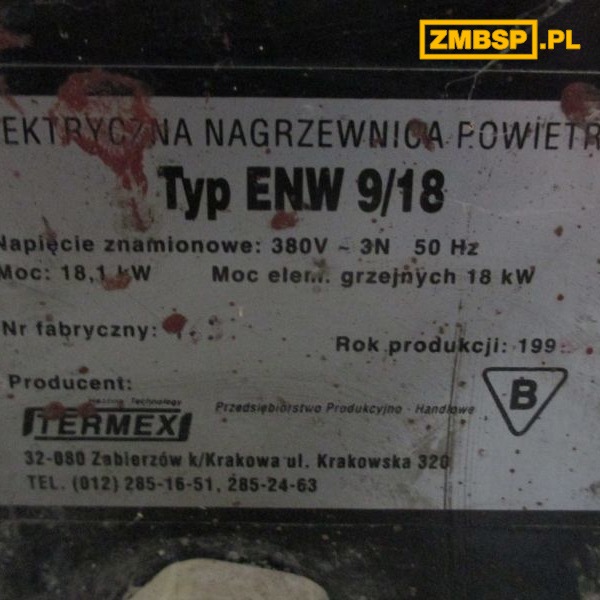 ZMBSP.PL
EKTRYCZNA NAGRZEWNICA POWIETR
Typ ENW 9/18
Napięcie znamionowe: 380V ~ 3N 50 Hz
Moc: 18,1 kW Moc elem. grzejnych 18 kW
Nr fabryczny:
Rok produkcji: 199
Producent:
Heating Technology
TERMEX
Przedsiębiorstwo Produkcyjno - Handlowe
B
32-080 Zabierzów k/Krakowa ul. Krakowska 320
TEL. (012) 285-16-51, 285-24-63